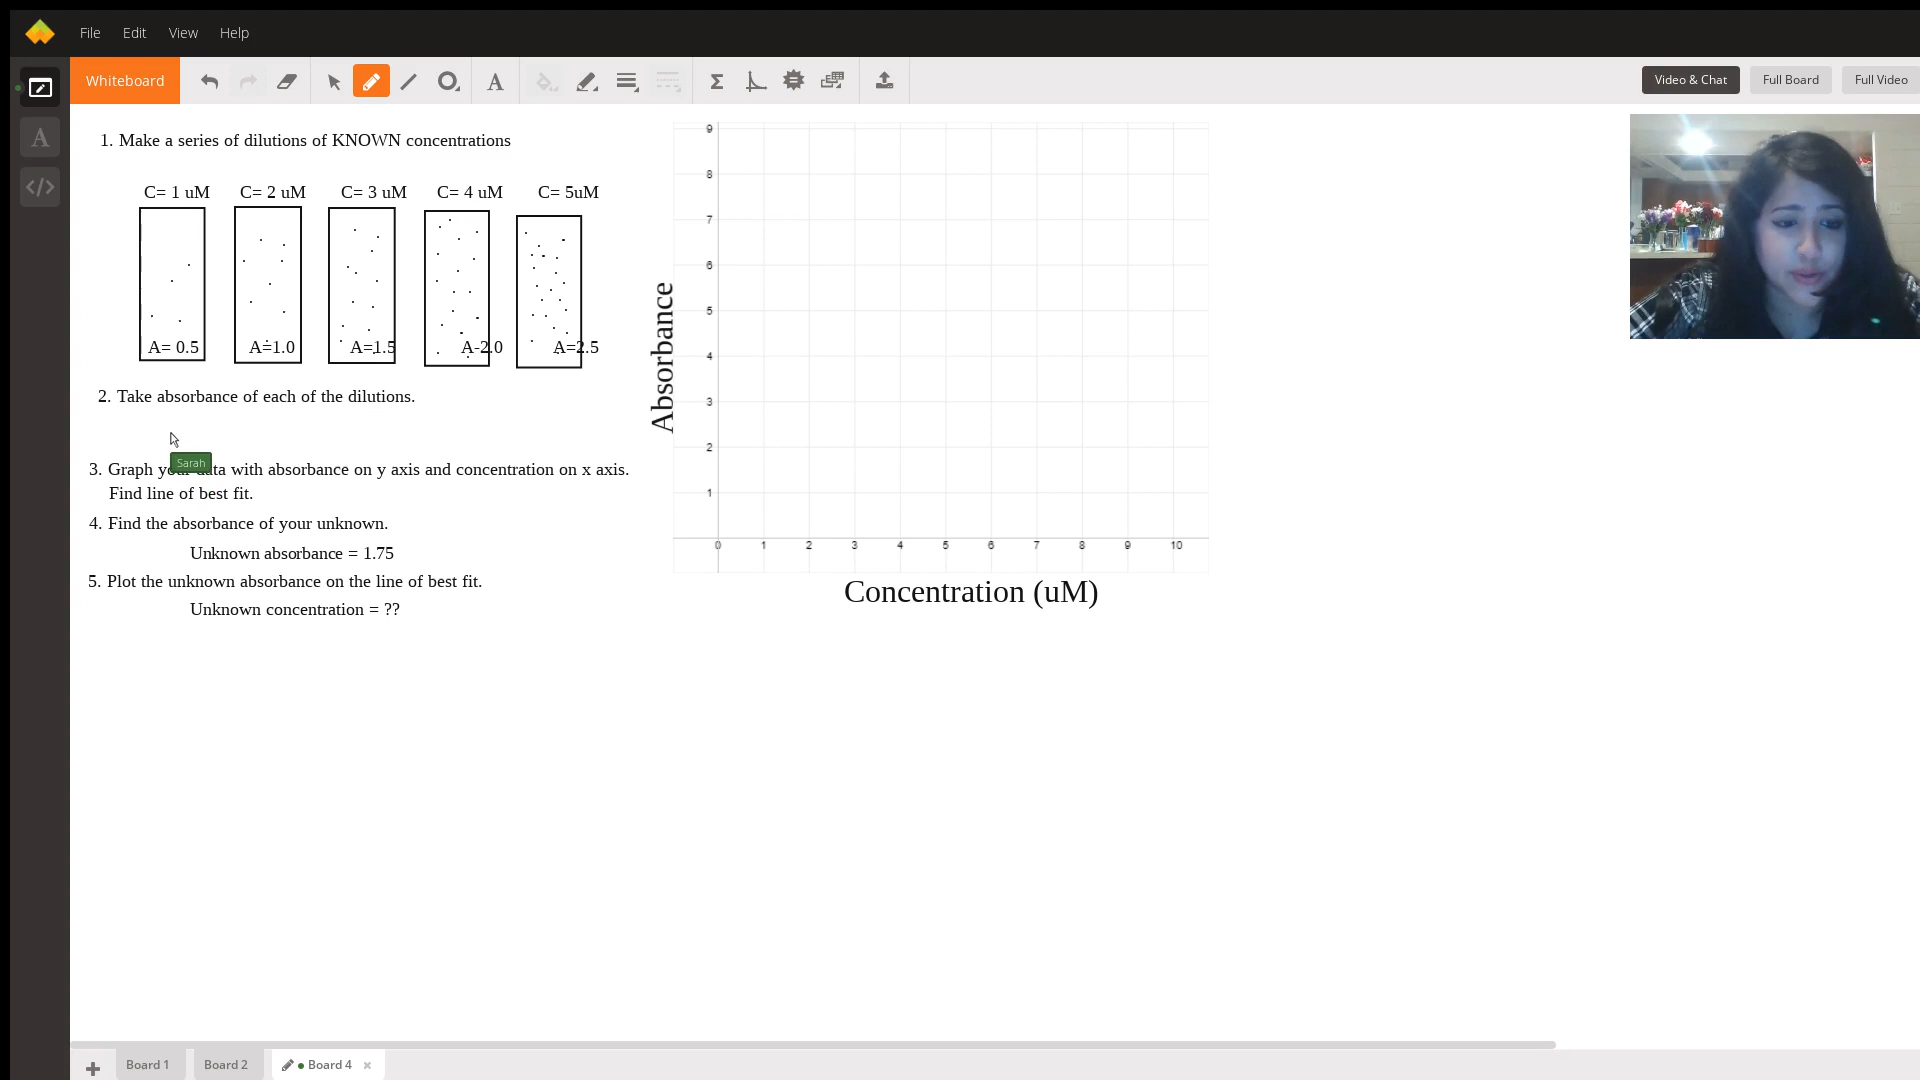 File Edit View Help
Whiteboard
Video & Chat Full Board Full Video
1. Make a series of dilutions of KNOWN concentrations
C= 1 uM C= 2 uM C= 3 uM C= 4 uM C= 5uM
A= 0.5 A=1.0 A=1.5 A-2.0 A=2.5
2. Take absorbance of each of the dilutions.
Sarah
3. Graph your data with absorbance on y axis and concentration on x axis.
Find line of best fit.
4. Find the absorbance of your unknown.
Unknown absorbance = 1.75
5. Plot the unknown absorbance on the line of best fit.
Unknown concentration = ??
Absorbance
9
8
7
6
5
4
3
2
1
0 1 2 3 4 5 6 7 8 9 10
Concentration (uM)
Board 1 Board 2 Board 4